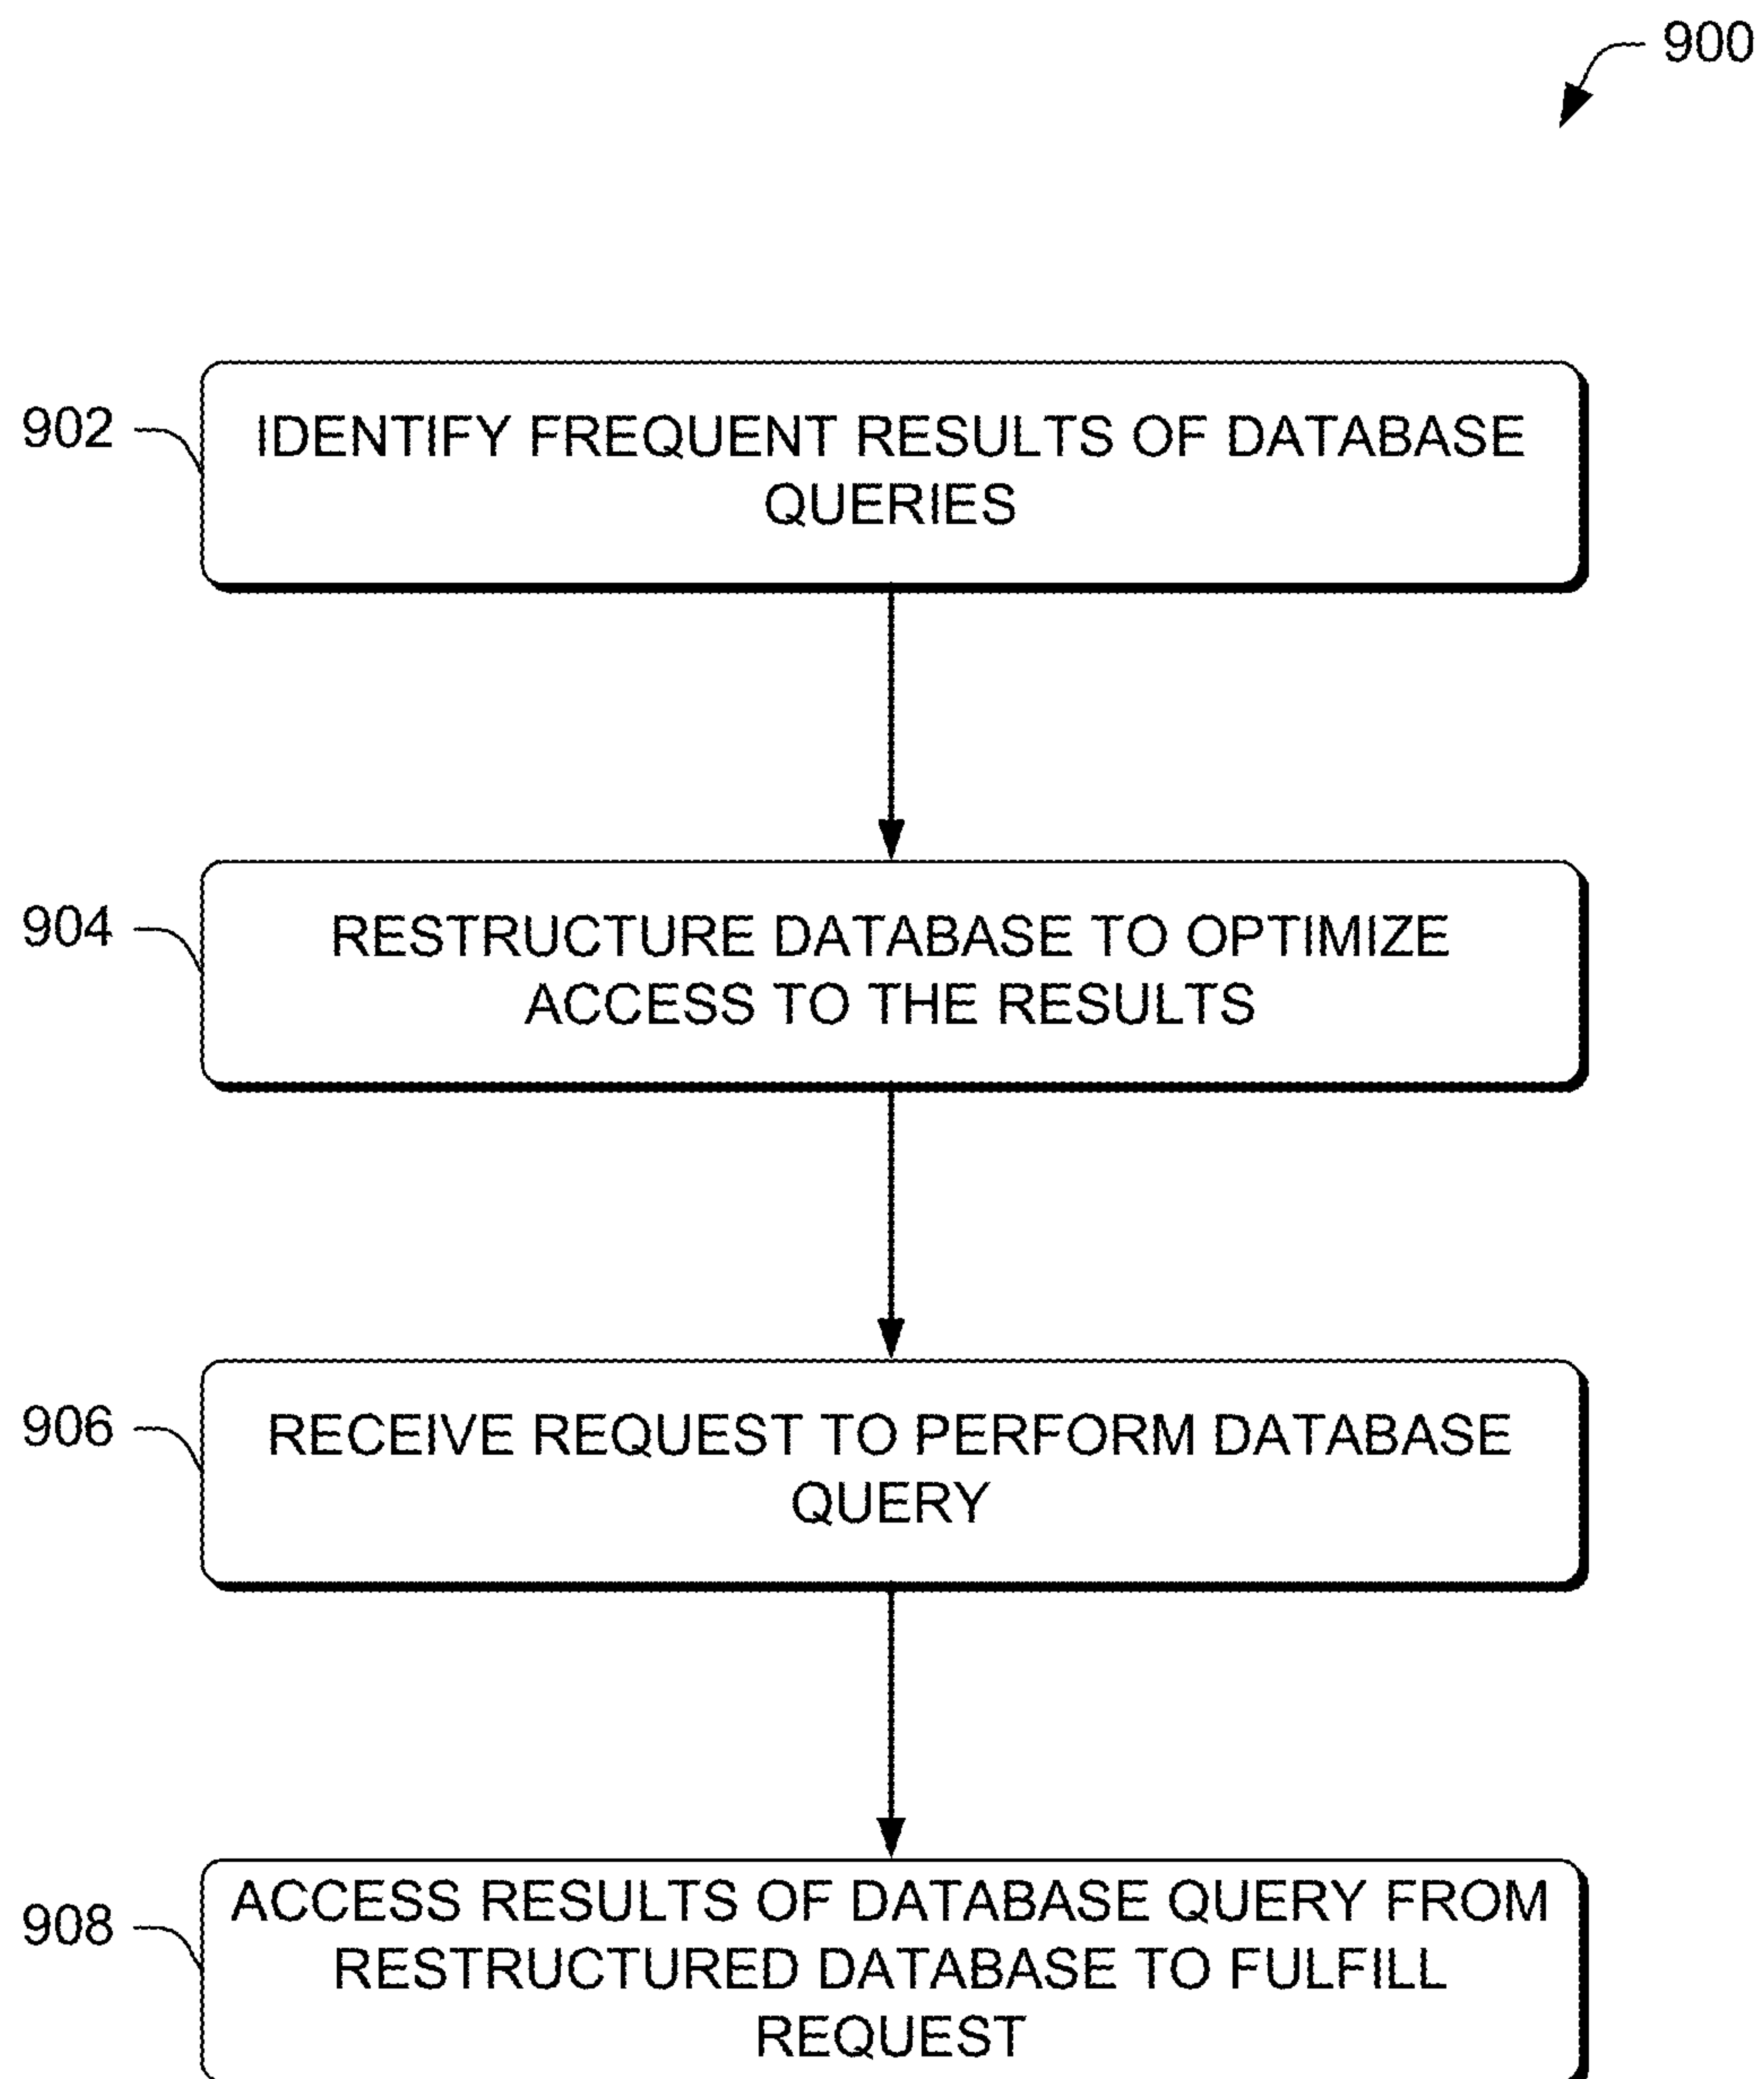 900
902
IDENTIFY FREQUENT RESULTS OF DATABASE
QUERIES
904
RESTRUCTURE DATABASE TO OPTIMIZE
ACCESS TO THE RESULTS
906
RECEIVE REQUEST TO PERFORM DATABASE
QUERY
908
ACCESS RESULTS OF DATABASE QUERY FROM
RESTRUCTURED DATABASE TO FULFILL
REQUEST